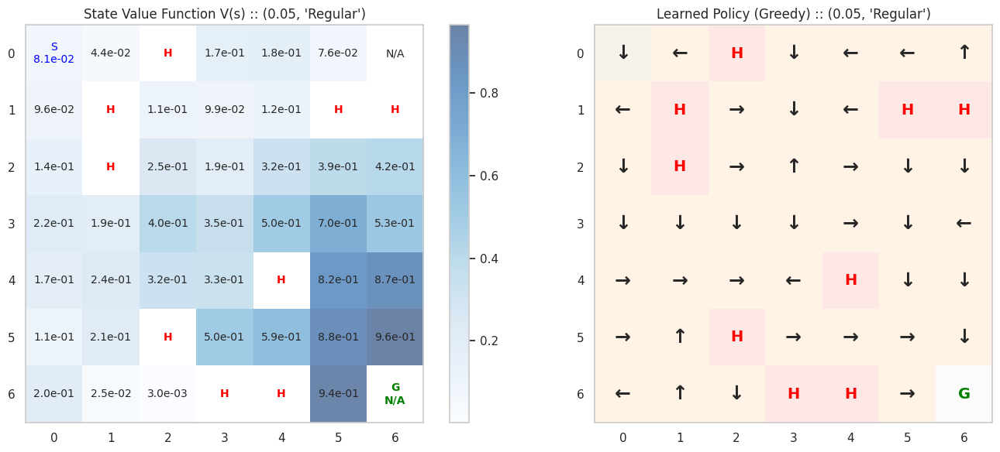 State Value Function V(s) :: (0.05, 'Regular')
0 S 4.4e-02 H 1.7e-01 1.8e-01 7.6e-02 N/A
8.1e-02
1 9.6e-02 H 1.1e-01 9.9e-02 1.2e-01 H H
2 1.4e-01 H 2.5e-01 1.9e-01 3.2e-01 3.9e-01 4.2e-01
3 2.2e-01 1.9e-01 4.0e-01 3.5e-01 5.0e-01 7.0e-01 5.3e-01
4 1.7e-01 2.4e-01 3.2e-01 3.3e-01 H 8.2e-01 8.7e-01
5 1.1e-01 2.1e-01 H 5.0e-01 5.9e-01 8.8e-01 9.6e-01
6 2.0e-01 2.5e-02 3.0e-03 H H 9.4e-01 G
N/A
0 1 2 3 4 5 6
0.8
0.6
0.4
0.2
Learned Policy (Greedy) :: (0.05, 'Regular')
0 ↓ ← H ↓ ← ← ↑
1 ← H → ↓ ← H H
2 ↓ H → ↑ → ↓ ↓
3 ↓ ↓ ↓ ↓ → ↓ ←
4 → → → ← H ↓ ↓
5 → ↑ H → → → ↓
6 ← ↑ ↓ H H → G
0 1 2 3 4 5 6